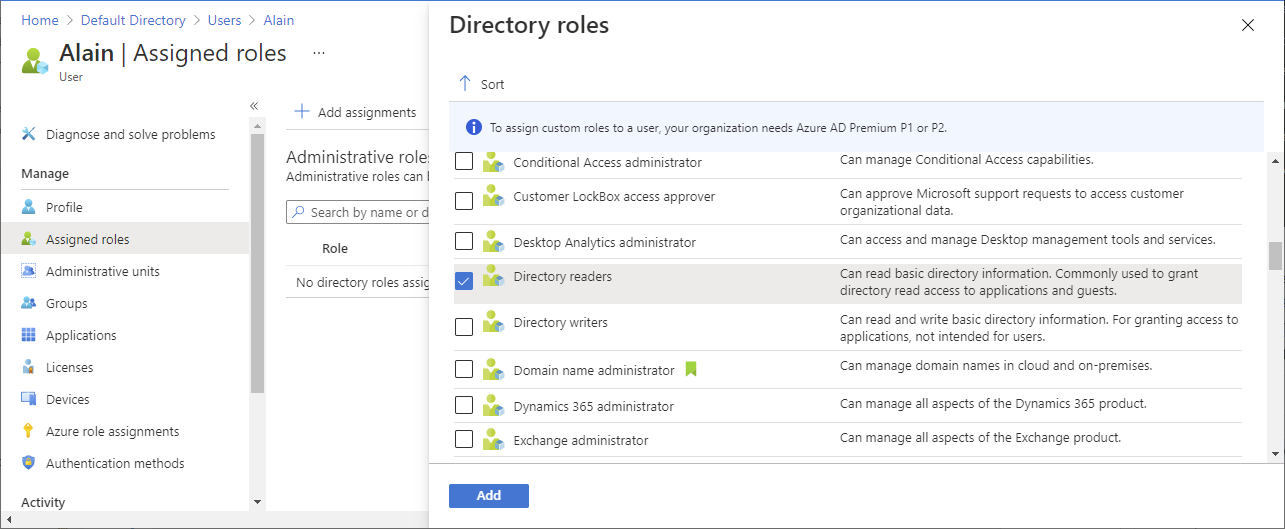 Home > Default Directory > Users > Alain
Alain | Assigned roles ...
User
«
Diagnose and solve problems
Manage
Profile
Assigned roles
Administrative units
Groups
Applications
Licenses
Devices
Azure role assignments
Authentication methods
Activity
+ Add assignments
Administrative roles
Administrative roles can
Search by name or d
Role
No directory roles assig
Directory roles
Sort
To assign custom roles to a user, your organization needs Azure AD Premium P1 or P2.
Conditional Access administrator Can manage Conditional Access capabilities.
Customer LockBox access approver Can approve Microsoft support requests to access customer
organizational data.
Desktop Analytics administrator Can access and manage Desktop management tools and services.
Directory readers Can read basic directory information. Commonly used to grant
directory read access to applications and guests.
Directory writers Can read and write basic directory information. For granting access to
applications, not intended for users.
Domain name administrator Can manage domain names in cloud and on-premises.
Dynamics 365 administrator Can manage all aspects of the Dynamics 365 product.
Exchange administrator Can manage all aspects of the Exchange product.
Add